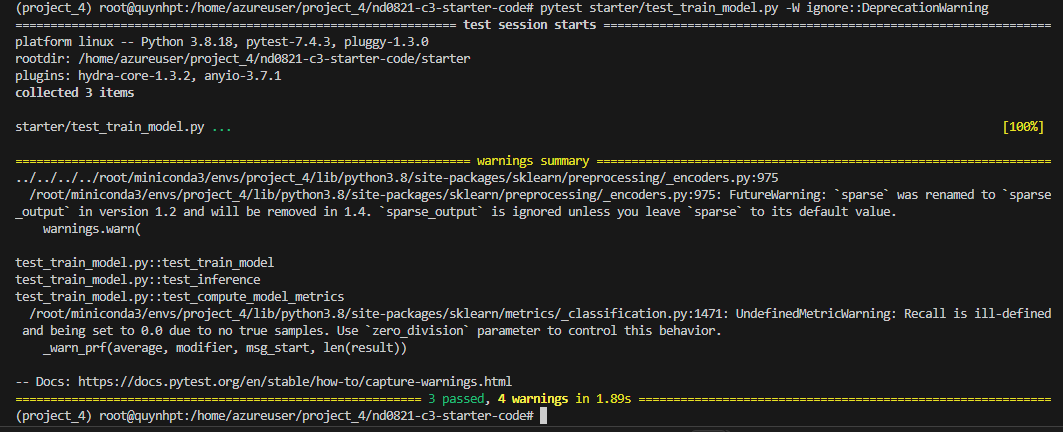 (project_4) root@quynhpt:/home/azureuser/project_4/nd0821-c3-starter-code# pytest starter/test_train_model.py -W ignore::DeprecationWarning
=============================================================== test session starts ================================================================
platform linux -- Python 3.8.18, pytest-7.4.3, pluggy-1.3.0
rootdir: /home/azureuser/project_4/nd0821-c3-starter-code/starter
plugins: hydra-core-1.3.2, anyio-3.7.1
collected 3 items
starter/test_train_model.py ... [100%]
================================================================= warnings summary =================================================================
../../../../root/miniconda3/envs/project_4/lib/python3.8/site-packages/sklearn/preprocessing/_encoders.py:975
/root/miniconda3/envs/project_4/lib/python3.8/site-packages/sklearn/preprocessing/_encoders.py:975: FutureWarning: `sparse` was renamed to `sparse
_output` in version 1.2 and will be removed in 1.4. `sparse_output` is ignored unless you leave `sparse` to its default value.
warnings.warn(
test_train_model.py::test_train_model
test_train_model.py::test_inference
test_train_model.py::test_compute_model_metrics
/root/miniconda3/envs/project_4/lib/python3.8/site-packages/sklearn/metrics/_classification.py:1471: UndefinedMetricWarning: Recall is ill-defined
and being set to 0.0 due to no true samples. Use `zero_division` parameter to control this behavior.
_warn_prf(average, modifier, msg_start, len(result))
-- Docs: https://docs.pytest.org/en/stable/how-to/capture-warnings.html
========================================================== 3 passed, 4 warnings in 1.89s ===========================================================
(project_4) root@quynhpt:/home/azureuser/project_4/nd0821-c3-starter-code#